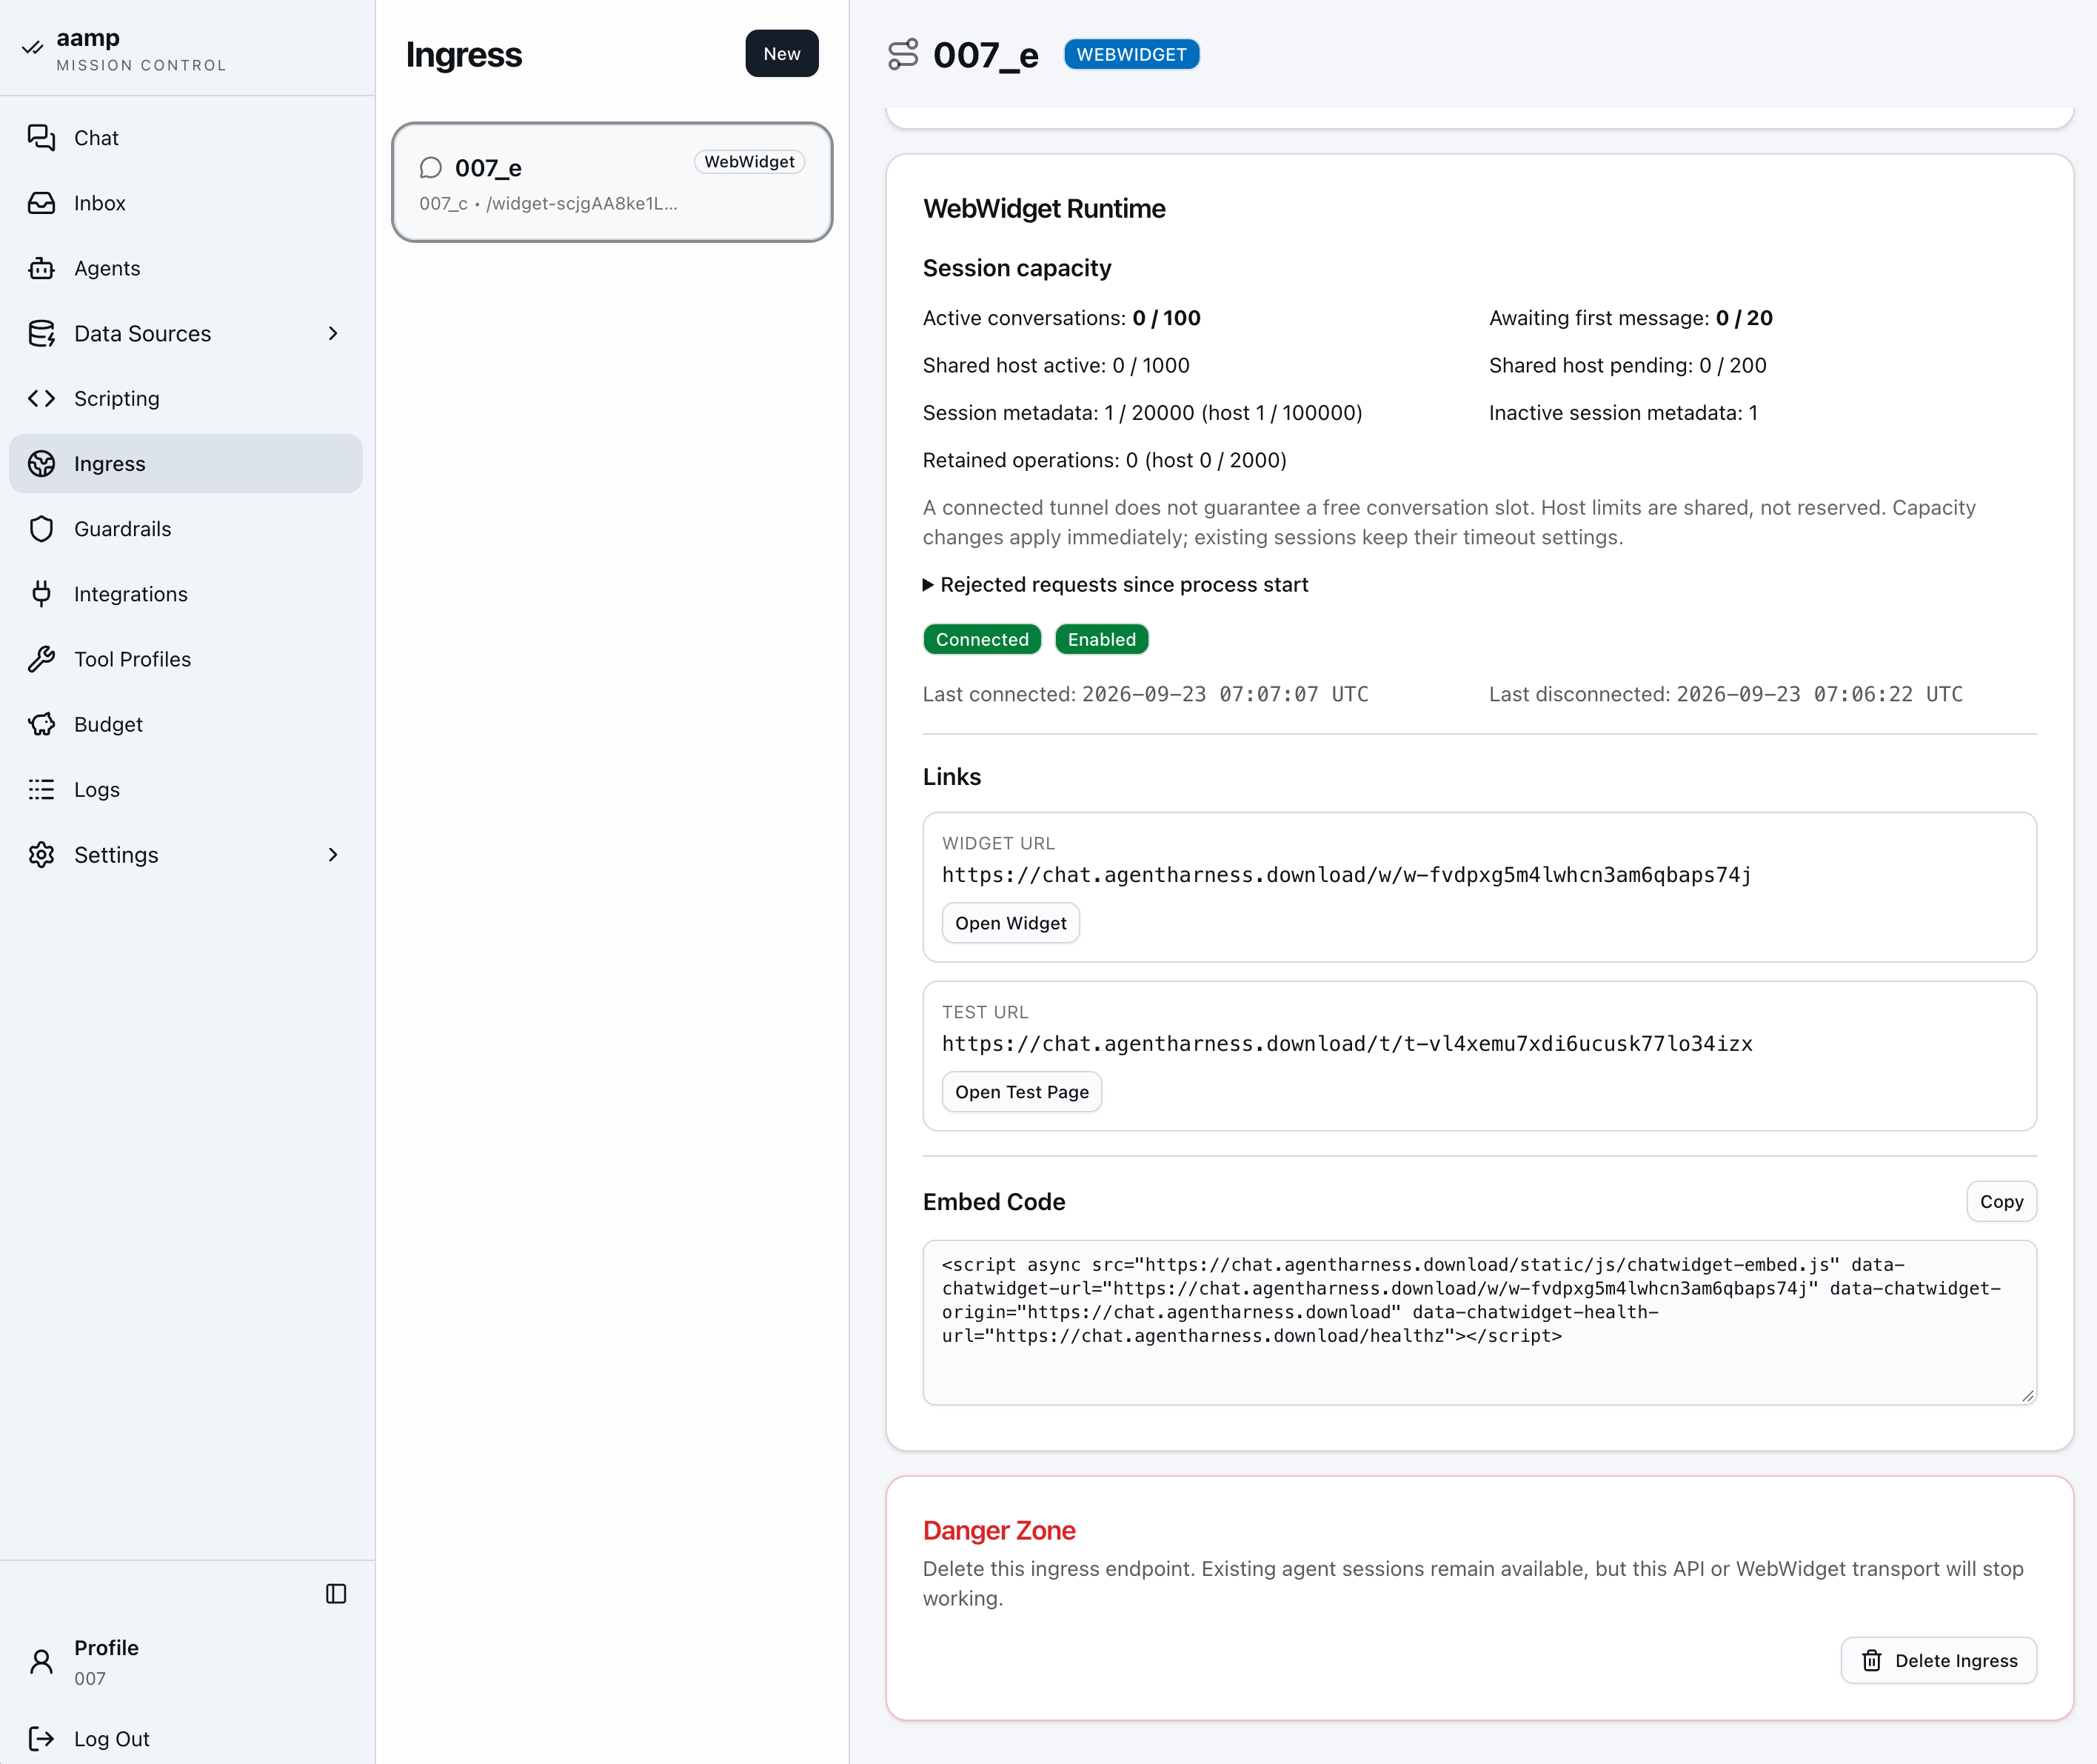 aamp
MISSION CONTROL
Chat
Inbox
Agents
Data Sources
Scripting
Ingress
Guardrails
Integrations
Tool Profiles
Budget
Logs
Settings
Profile
007
Log Out
Ingress
New
007_e
WebWidget
007_c • /widget-scjgAA8ke1L...
007_e
WEBWIDGET
WebWidget Runtime
Session capacity
Active conversations: 0 / 100
Awaiting first message: 0 / 20
Shared host active: 0 / 1000
Shared host pending: 0 / 200
Session metadata: 1 / 20000 (host 1 / 100000)
Inactive session metadata: 1
Retained operations: 0 (host 0 / 2000)
A connected tunnel does not guarantee a free conversation slot. Host limits are shared, not reserved. Capacity
changes apply immediately; existing sessions keep their timeout settings.
Rejected requests since process start
Connected
Enabled
Last connected: 2026-09-23 07:07:07 UTC
Last disconnected: 2026-09-23 07:06:22 UTC
Links
WIDGET URL
https://chat.agentharness.download/w/w-fvdpxg5m4lwhcn3am6qbaps74j
Open Widget
TEST URL
https://chat.agentharness.download/t/t-vl4xemu7xdi6ucusk77lo34izx
Open Test Page
Embed Code
Copy
<script async src="https://chat.agentharness.download/static/js/chatwidget-embed.js" data-
chatwidget-url="https://chat.agentharness.download/w/w-fvdpxg5m4lwhcn3am6qbaps74j" data-chatwidget-
origin="https://chat.agentharness.download" data-chatwidget-health-
url="https://chat.agentharness.download/healthz"></script>
Danger Zone
Delete this ingress endpoint. Existing agent sessions remain available, but this API or WebWidget transport will stop
working.
Delete Ingress